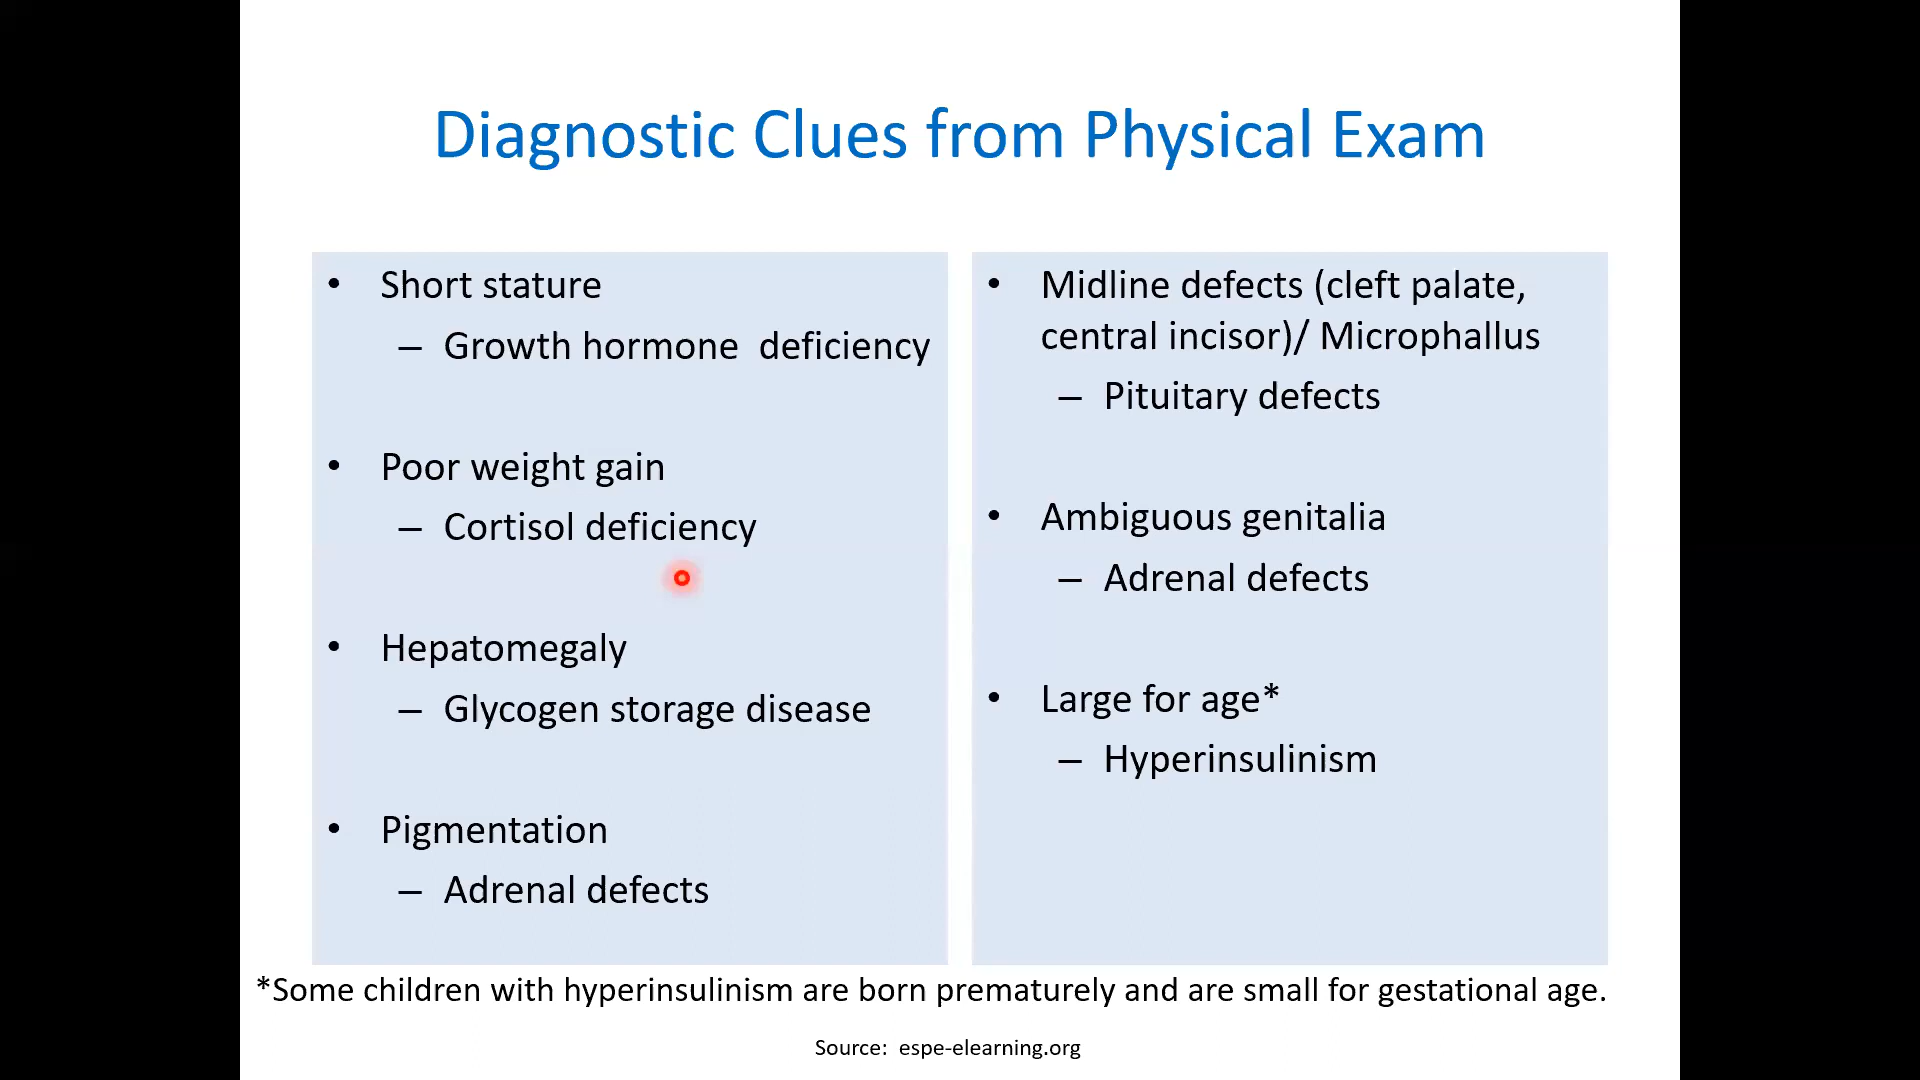 Diagnostic Clues from Physical Exam
• Short stature
– Growth hormone deficiency
• Poor weight gain
– Cortisol deficiency
• Hepatomegaly
– Glycogen storage disease
• Pigmentation
– Adrenal defects
• Midline defects (cleft palate,
central incisor)/ Microphallus
– Pituitary defects
• Ambiguous genitalia
– Adrenal defects
• Large for age*
– Hyperinsulinism
*Some children with hyperinsulinism are born prematurely and are small for gestational age.
Source: espe-elearning.org